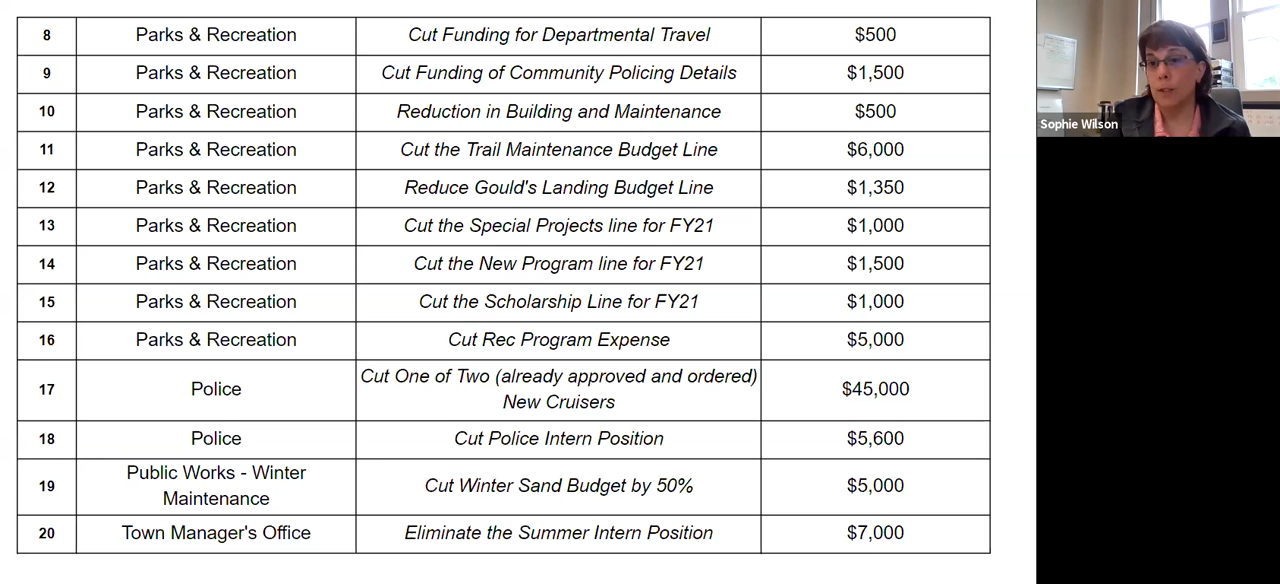 8 Parks & Recreation Cut Funding for Departmental Travel $500
9 Parks & Recreation Cut Funding of Community Policing Details $1,500
10 Parks & Recreation Reduction in Building and Maintenance $500
11 Parks & Recreation Cut the Trail Maintenance Budget Line $6,000
12 Parks & Recreation Reduce Gould's Landing Budget Line $1,350
13 Parks & Recreation Cut the Special Projects line for FY21 $1,000
14 Parks & Recreation Cut the New Program line for FY21 $1,500
15 Parks & Recreation Cut the Scholarship Line for FY21 $1,000
16 Parks & Recreation Cut Rec Program Expense $5,000
17 Police Cut One of Two (already approved and ordered)
New Cruisers $45,000
18 Police Cut Police Intern Position $5,600
19 Public Works - Winter
Maintenance Cut Winter Sand Budget by 50% $5,000
20 Town Manager's Office Eliminate the Summer Intern Position $7,000
Sophie Wilson